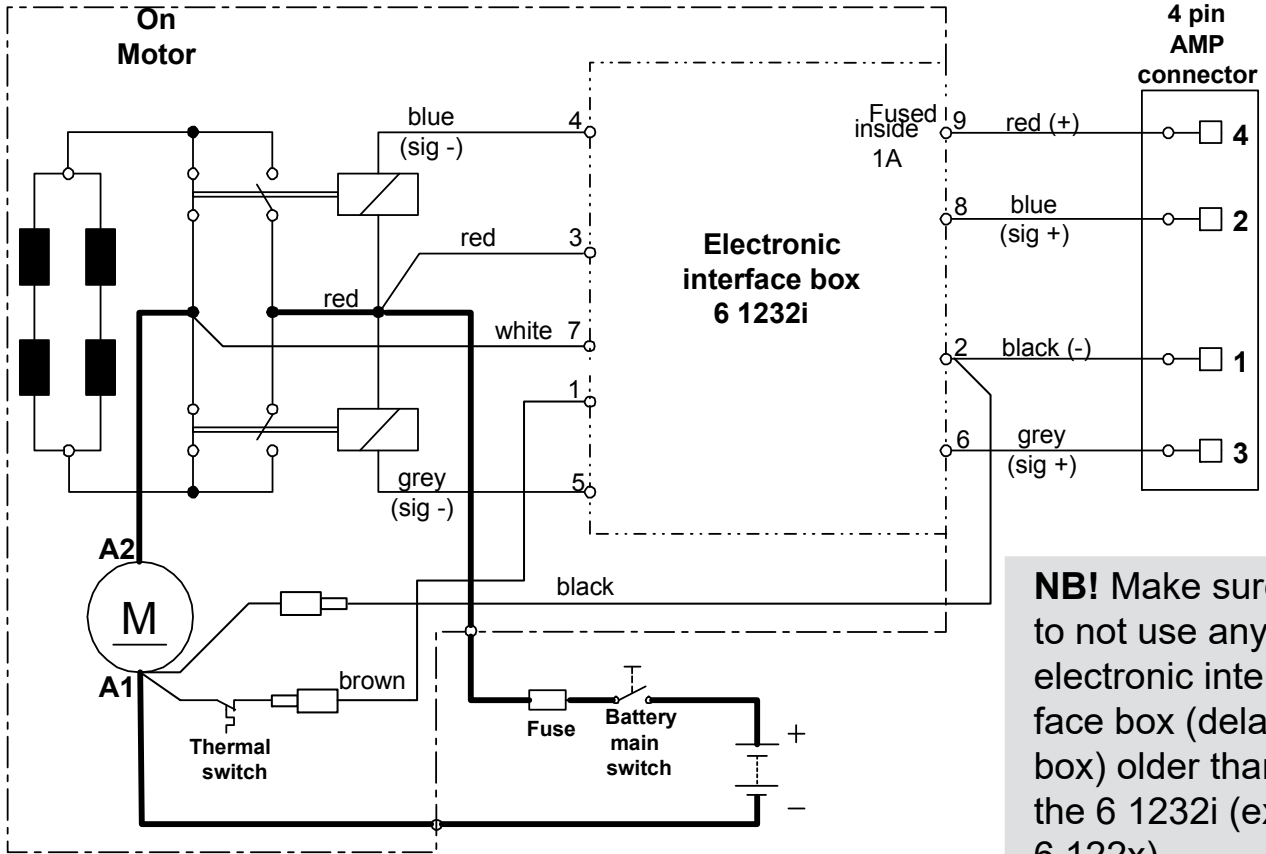 On
Motor
4 pin
AMP
connector
blue
(sig -)
4
Fused
inside
1A
9
red (+)
4
8
blue
(sig +)
2
red
3
Electronic
interface box
6 1232i
red
white
7
2
black (-)
1
1
6
grey
(sig +)
3
grey
(sig -)
5
A2
M
black
A1
brown
Thermal
switch
Fuse
Battery
main
switch
+
−
NB! Make sure
to not use any
electronic inter
face box (dela
box) older than
the 6 1232i (ex
6 122x)